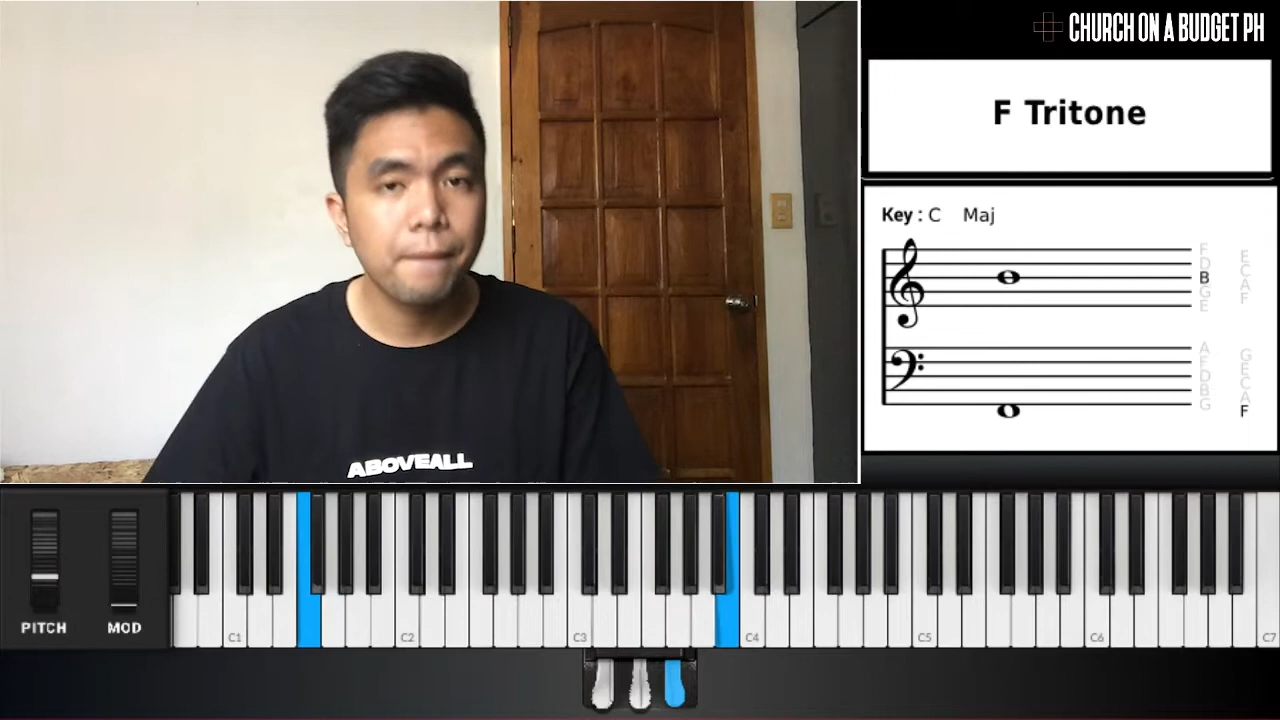 CHURCH ON A BUDGET PH
F Tritone
Key : C Maj
F
D
B
G
E
E
C
A
F
A
F
D
B
G
G
E
C
A
F
ABOVEALL
PITCH
MOD
C1
C2
C3
C4
C5
C6
C7